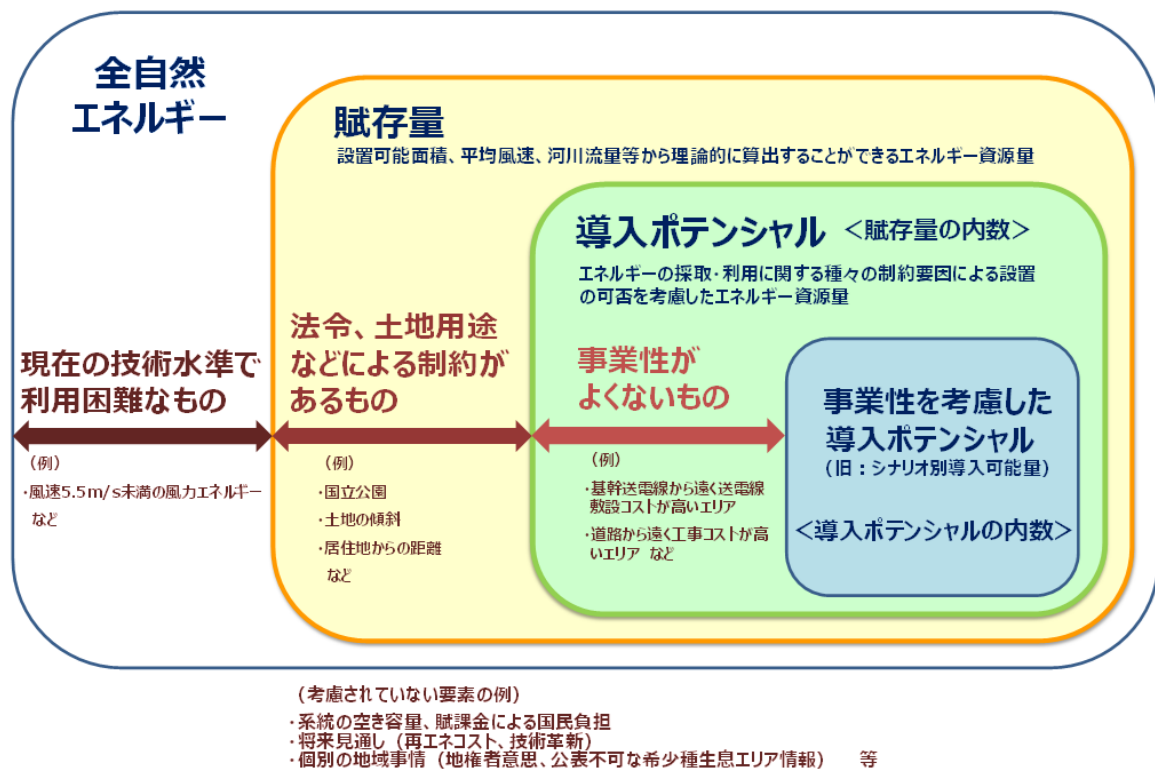 全自然
エネルギー
賦存量
設置可能面積、平均風速、河川流量等から理論的に算出することができるエネルギー資源量
導入ポテンシャル <賦存量の内数>
エネルギーの採取・利用に関する種々の制約要因による設置
の可否を考慮したエネルギー資源量
現在の技術水準で
利用困難なもの
(例)
・風速5.5m/s未満の風力エネルギー
など
法令、土地用途
などによる制約が
あるもの
(例)
・国立公園
・土地の傾斜
・居住地からの距離
など
事業性が
よくないもの
(例)
・基幹送電線から遠く送電線
敷設コストが高いエリア
・道路から遠く工事コストが高
いエリア など
事業性を考慮した
導入ポテンシャル
(旧：シナリオ別導入可能量)
<導入ポテンシャルの内数>
(考慮されていない要素の例)
・系統の空き容量、賦課金による国民負担
・将来見通し (再エネコスト、技術革新)
・個別の地域事情 (地権者意思、公表不可な希少種生息エリア情報) 等